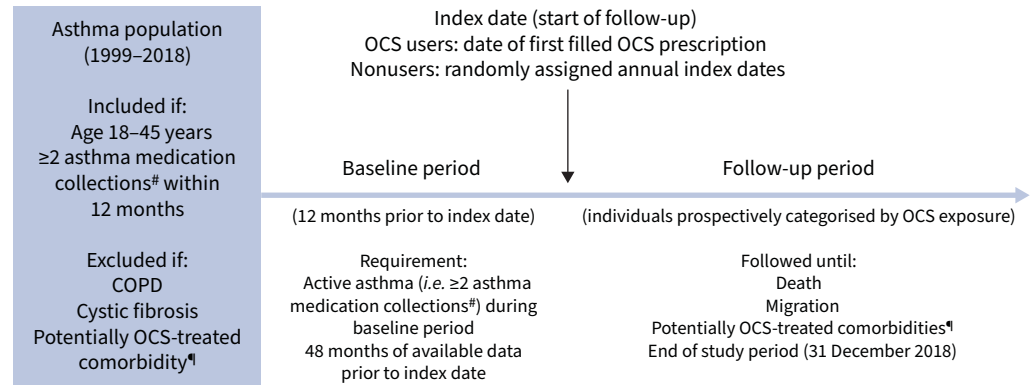 Asthma population
(1999–2018)
Included if:
Age 18–45 years
≥2 asthma medication
collections# within
12 months
Excluded if:
COPD
Cystic fibrosis
Potentially OCS-treated
comorbidity¶
Index date (start of follow-up)
OCS users: date of first filled OCS prescription
Nonusers: randomly assigned annual index dates
Baseline period
(12 months prior to index date)
Requirement:
Active asthma (i.e. ≥2 asthma
medication collections#) during
baseline period
48 months of available data
prior to index date
Follow-up period
(individuals prospectively categorised by OCS exposure)
Followed until:
Death
Migration
Potentially OCS-treated comorbidities¶
End of study period (31 December 2018)